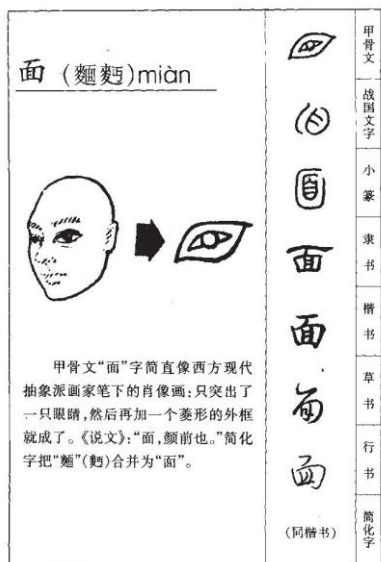 面 (麵麪)miàn
甲骨文“面”字简直像西方现代
抽象派画家笔下的肖像画:只突出了
一只眼睛,然后再加一个菱形的外框
就成了。《说文》:“面,颜前也。”简化
字把“麵”(麪)合并为“面”。
甲骨文
战国文字
小篆
隶书
面
楷书
面
草书
行书
面
简化字
(同楷书)